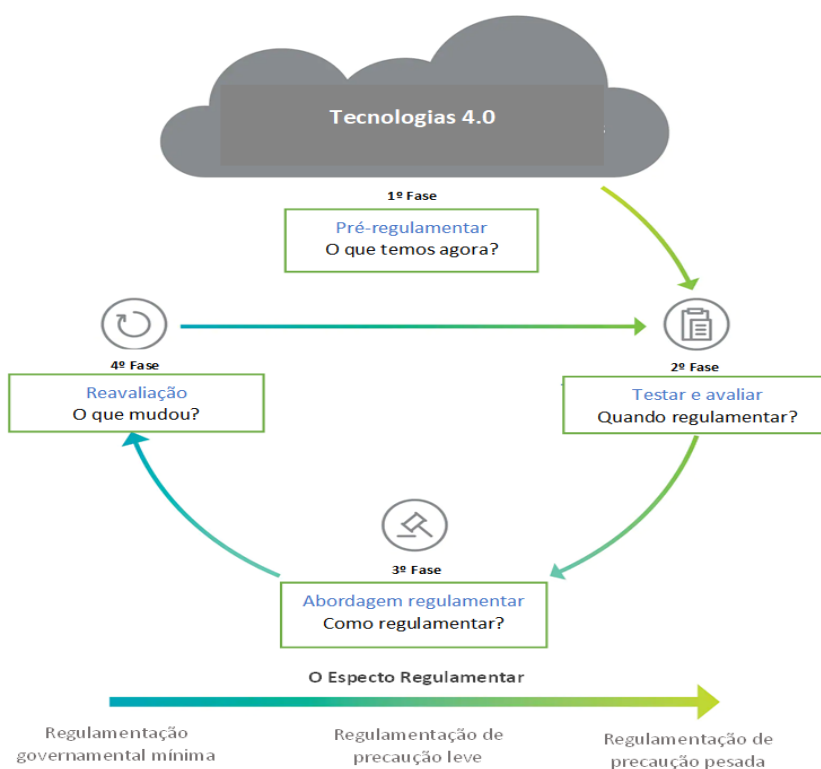 Tecnologias 4.0
1º Fase
Pré-regulamentar
O que temos agora?
4º Fase
Reavaliação
O que mudou?
2º Fase
Testar e avaliar
Quando regulamentar?
3º Fase
Abordagem regulamentar
Como regulamentar?
O Especto Regulamentar
Regulamentação
governamental mínima
Regulamentação de
precaução leve
Regulamentação de
precaução pesada